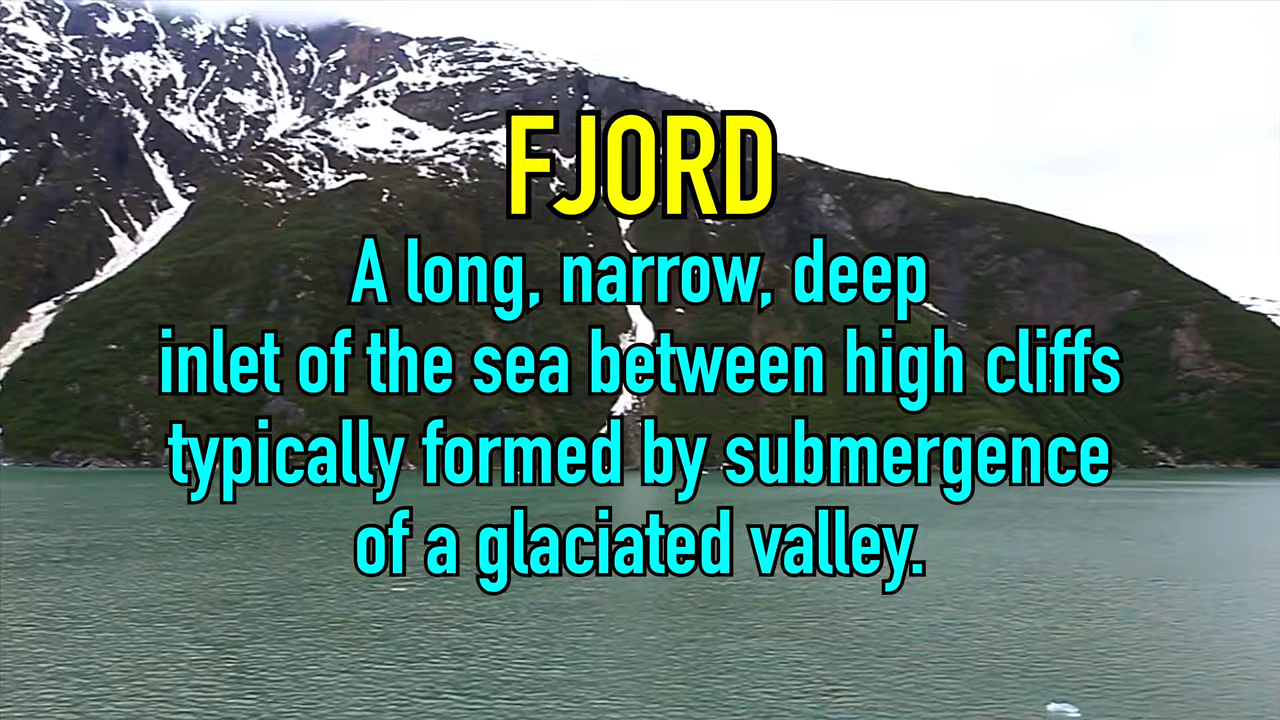 FJORD
A long, narrow, deep
inlet of the sea between high cliffs
typically formed by submergence
of a glaciated valley.